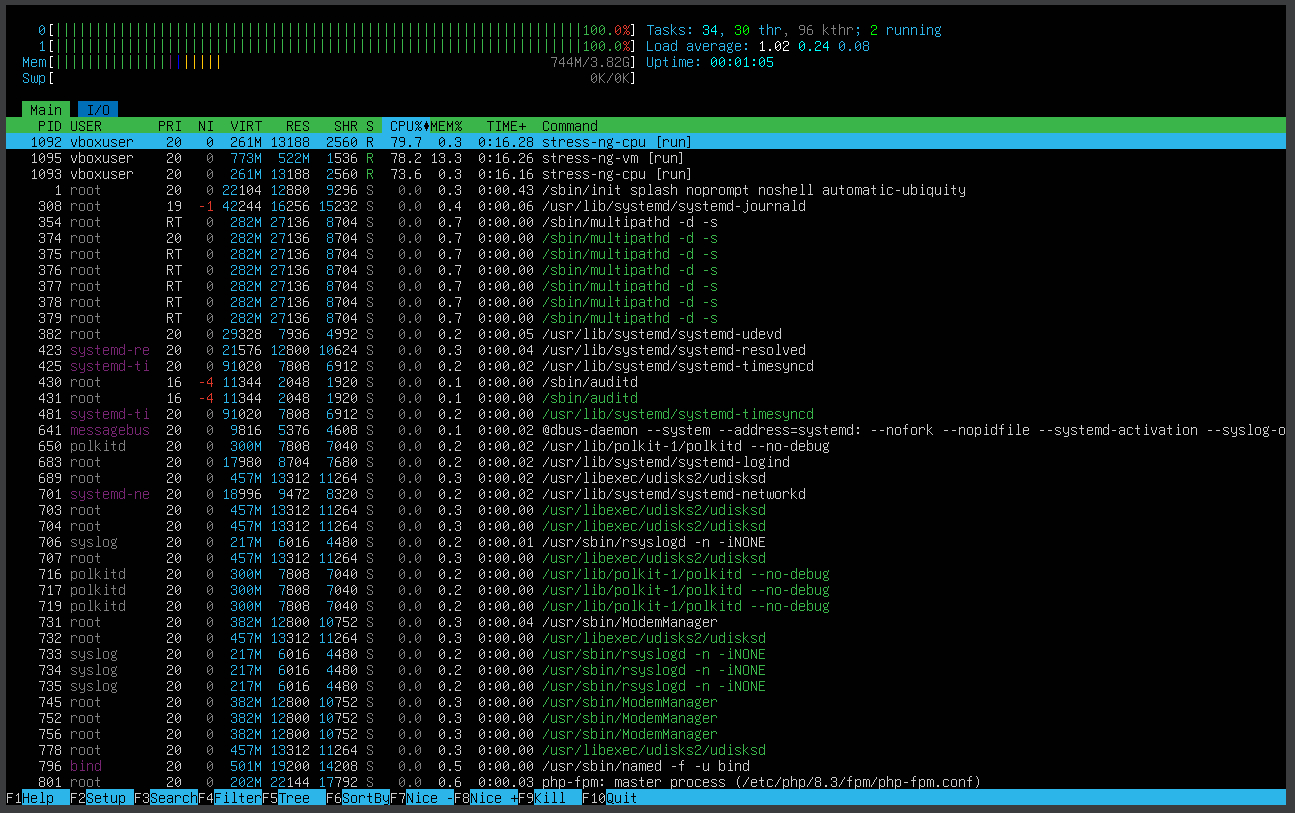 0[||||||||||||||||||||||||||||||||||||||||||||||||||||||||||||||||||100.0%] Tasks: 34, 30 thr, 96 kthr; 2 running
1[||||||||||||||||||||||||||||||||||||||||||||||||||||||||||||||||||100.0%] Load average: 1.02 0.24 0.08
Mem[||||||||||||||||||||| 744M/3.82G] Uptime: 00:01:05
Swp[ 0K/0K]
Main I/O
PID USER PRI NI VIRT RES SHR S CPU% MEM% TIME+ Command
1092 vboxuser 20 0 261M 13188 2560 R 79.7 0.3 0:16.28 stress-ng-cpu [run]
1095 vboxuser 20 0 773M 522M 1536 R 78.2 13.3 0:16.26 stress-ng-vm [run]
1093 vboxuser 20 0 261M 13188 2560 R 73.6 0.3 0:16.16 stress-ng-cpu [run]
1 root 20 0 22104 12880 9296 S 0.0 0.3 0:00.43 /sbin/init splash noprompt noshell automatic-ubiquity
308 root 19 -1 42244 16256 15232 S 0.0 0.4 0:00.06 /usr/lib/systemd/systemd-journald
354 root RT 0 282M 27136 8704 S 0.0 0.7 0:00.00 /sbin/multipathd -d -s
374 root 20 0 282M 27136 8704 S 0.0 0.7 0:00.00 /sbin/multipathd -d -s
375 root RT 0 282M 27136 8704 S 0.0 0.7 0:00.00 /sbin/multipathd -d -s
376 root RT 0 282M 27136 8704 S 0.0 0.7 0:00.00 /sbin/multipathd -d -s
377 root RT 0 282M 27136 8704 S 0.0 0.7 0:00.00 /sbin/multipathd -d -s
378 root RT 0 282M 27136 8704 S 0.0 0.7 0:00.00 /sbin/multipathd -d -s
379 root RT 0 282M 27136 8704 S 0.0 0.7 0:00.00 /sbin/multipathd -d -s
382 root 20 0 29328 7936 4992 S 0.0 0.2 0:00.05 /usr/lib/systemd/systemd-udevd
423 systemd-re 20 0 21576 12800 10624 S 0.0 0.3 0:00.04 /usr/lib/systemd/systemd-resolved
425 systemd-ti 20 0 91020 7808 6912 S 0.0 0.2 0:00.02 /usr/lib/systemd/systemd-timesyncd
430 root 16 -4 11344 2048 1920 S 0.0 0.1 0:00.00 /sbin/auditd
431 root 16 -4 11344 2048 1920 S 0.0 0.1 0:00.00 /sbin/auditd
481 systemd-ti 20 0 91020 7808 6912 S 0.0 0.2 0:00.00 /usr/lib/systemd/systemd-timesyncd
641 messagebus 20 0 9816 5376 4608 S 0.0 0.1 0:00.02 @dbus-daemon --system --address=systemd: --nofork --nopidfile --systemd-activation --syslog-o
650 polkitd 20 0 300M 7808 7040 S 0.0 0.2 0:00.02 /usr/lib/polkit-1/polkitd --no-debug
683 root 20 0 17980 8704 7680 S 0.0 0.2 0:00.02 /usr/lib/systemd/systemd-logind
689 root 20 0 457M 13312 11264 S 0.0 0.3 0:00.02 /usr/libexec/udisks2/udisksd
701 systemd-ne 20 0 18996 9472 8320 S 0.0 0.2 0:00.02 /usr/lib/systemd/systemd-networkd
703 root 20 0 457M 13312 11264 S 0.0 0.3 0:00.00 /usr/libexec/udisks2/udisksd
704 root 20 0 457M 13312 11264 S 0.0 0.3 0:00.00 /usr/libexec/udisks2/udisksd
706 syslog 20 0 217M 6016 4480 S 0.0 0.2 0:00.01 /usr/sbin/rsyslogd -n -iNONE
707 root 20 0 457M 13312 11264 S 0.0 0.3 0:00.00 /usr/libexec/udisks2/udisksd
716 polkitd 20 0 300M 7808 7040 S 0.0 0.2 0:00.00 /usr/lib/polkit-1/polkitd --no-debug
717 polkitd 20 0 300M 7808 7040 S 0.0 0.2 0:00.00 /usr/lib/polkit-1/polkitd --no-debug
719 polkitd 20 0 300M 7808 7040 S 0.0 0.2 0:00.00 /usr/lib/polkit-1/polkitd --no-debug
731 root 20 0 382M 12800 10752 S 0.0 0.3 0:00.04 /usr/sbin/ModemManager
732 root 20 0 457M 13312 11264 S 0.0 0.3 0:00.00 /usr/libexec/udisks2/udisksd
733 syslog 20 0 217M 6016 4480 S 0.0 0.2 0:00.00 /usr/sbin/rsyslogd -n -iNONE
734 syslog 20 0 217M 6016 4480 S 0.0 0.2 0:00.00 /usr/sbin/rsyslogd -n -iNONE
735 syslog 20 0 217M 6016 4480 S 0.0 0.2 0:00.00 /usr/sbin/rsyslogd -n -iNONE
745 root 20 0 382M 12800 10752 S 0.0 0.3 0:00.00 /usr/sbin/ModemManager
752 root 20 0 382M 12800 10752 S 0.0 0.3 0:00.00 /usr/sbin/ModemManager
756 root 20 0 382M 12800 10752 S 0.0 0.3 0:00.00 /usr/sbin/ModemManager
778 root 20 0 457M 13312 11264 S 0.0 0.3 0:00.00 /usr/libexec/udisks2/udisksd
796 bind 20 0 501M 19200 14208 S 0.0 0.5 0:00.00 /usr/sbin/named -f -u bind
801 root 20 0 202M 22144 17792 S 0.0 0.6 0:00.03 php-fpm: master process (/etc/php/8.3/fpm/php-fpm.conf)
F1Help F2Setup F3SearchF4FilterF5Tree F6SortByF7Nice -F8Nice +F9Kill F10Quit